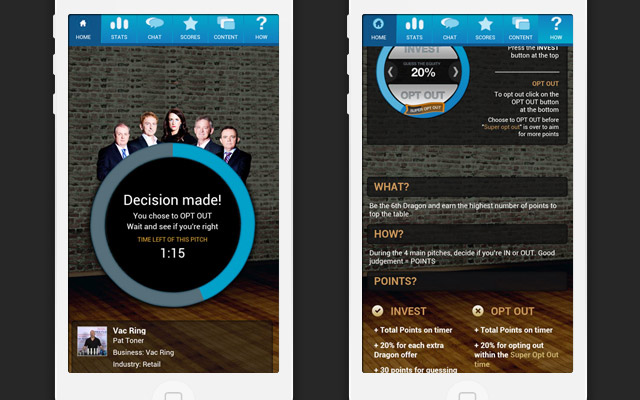 HOME STATS CHAT SCORES CONTENT HOW
Decision made!
You chose to OPT OUT
Wait and see if you're right
TIME LEFT OF THIS PITCH
1:15
Vac Ring
Pat Toner
Business: Vac Ring
Industry: Retail
HOME STATS CHAT SCORES CONTENT HOW
INVEST
GUESS THE EQUITY
20%
OPT OUT
SUPER OPT OUT
Press the INVEST
button at the top
OPT OUT
To opt out click on the
OPT OUT button
at the bottom
Choose to OPT OUT before
"Super opt out" is over to aim
for more points
WHAT?
Be the 6th Dragon and earn the highest number of points to
top the table
HOW?
During the 4 main pitches, decide if you're IN or OUT. Good
judgement = POINTS
POINTS?
INVEST
+ Total Points on timer
+ 20% for each extra
Dragon offer
+ 30 points for guessing
OPT OUT
+ Total Points on timer
+ 20% for opting out
within the Super Opt Out
time